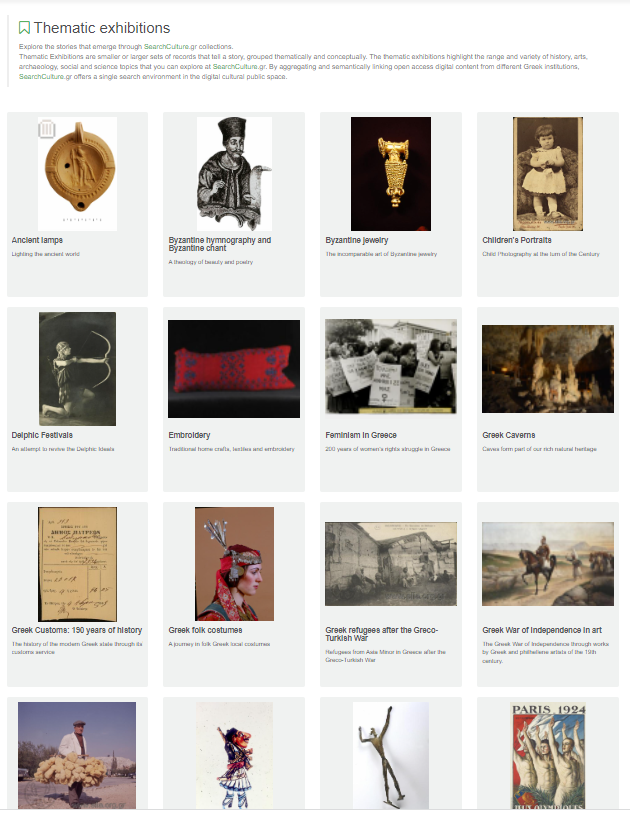 Thematic exhibitions
Explore the stories that emerge through SearchCulture.gr collections.
Thematic Exhibitions are smaller or larger sets of records that tell a story, grouped thematically and conceptually. The thematic exhibitions highlight the range and variety of history, arts,
archaeology, social and science topics that you can explore at SearchCulture.gr. By aggregating and semantically linking open access digital content from different Greek institutions,
SearchCulture.gr offers a single search environment in the digital cultural public space.
Ancient lamps
Lighting the ancient world
Byzantine hymnography and
Byzantine chant
A theology of beauty and poetry
Byzantine jewelry
The incomparable art of Byzantine jewelry
Children's Portraits
Child Photography at the turn of the Century
Delphic Festivals
An attempt to revive the Delphic Ideals
Embroidery
Traditional home crafts, textiles and embroidery
Feminism in Greece
200 years of women's rights struggle in Greece
Greek Caverns
Caves form part of our rich natural heritage
Greek Customs: 190 years of history
The history of the modern Greek state through its
customs service
Greek folk costumes
A journey in folk Greek local costumes
Greek refugees after the Greco-
Turkish War
Refugees from Asia Minor in Greece after the
Greco-Turkish War
Greek War of Independence in art
The Greek War of Independence through works
by Greek and philhellene artists of the 19th
century.
PARIS 1924